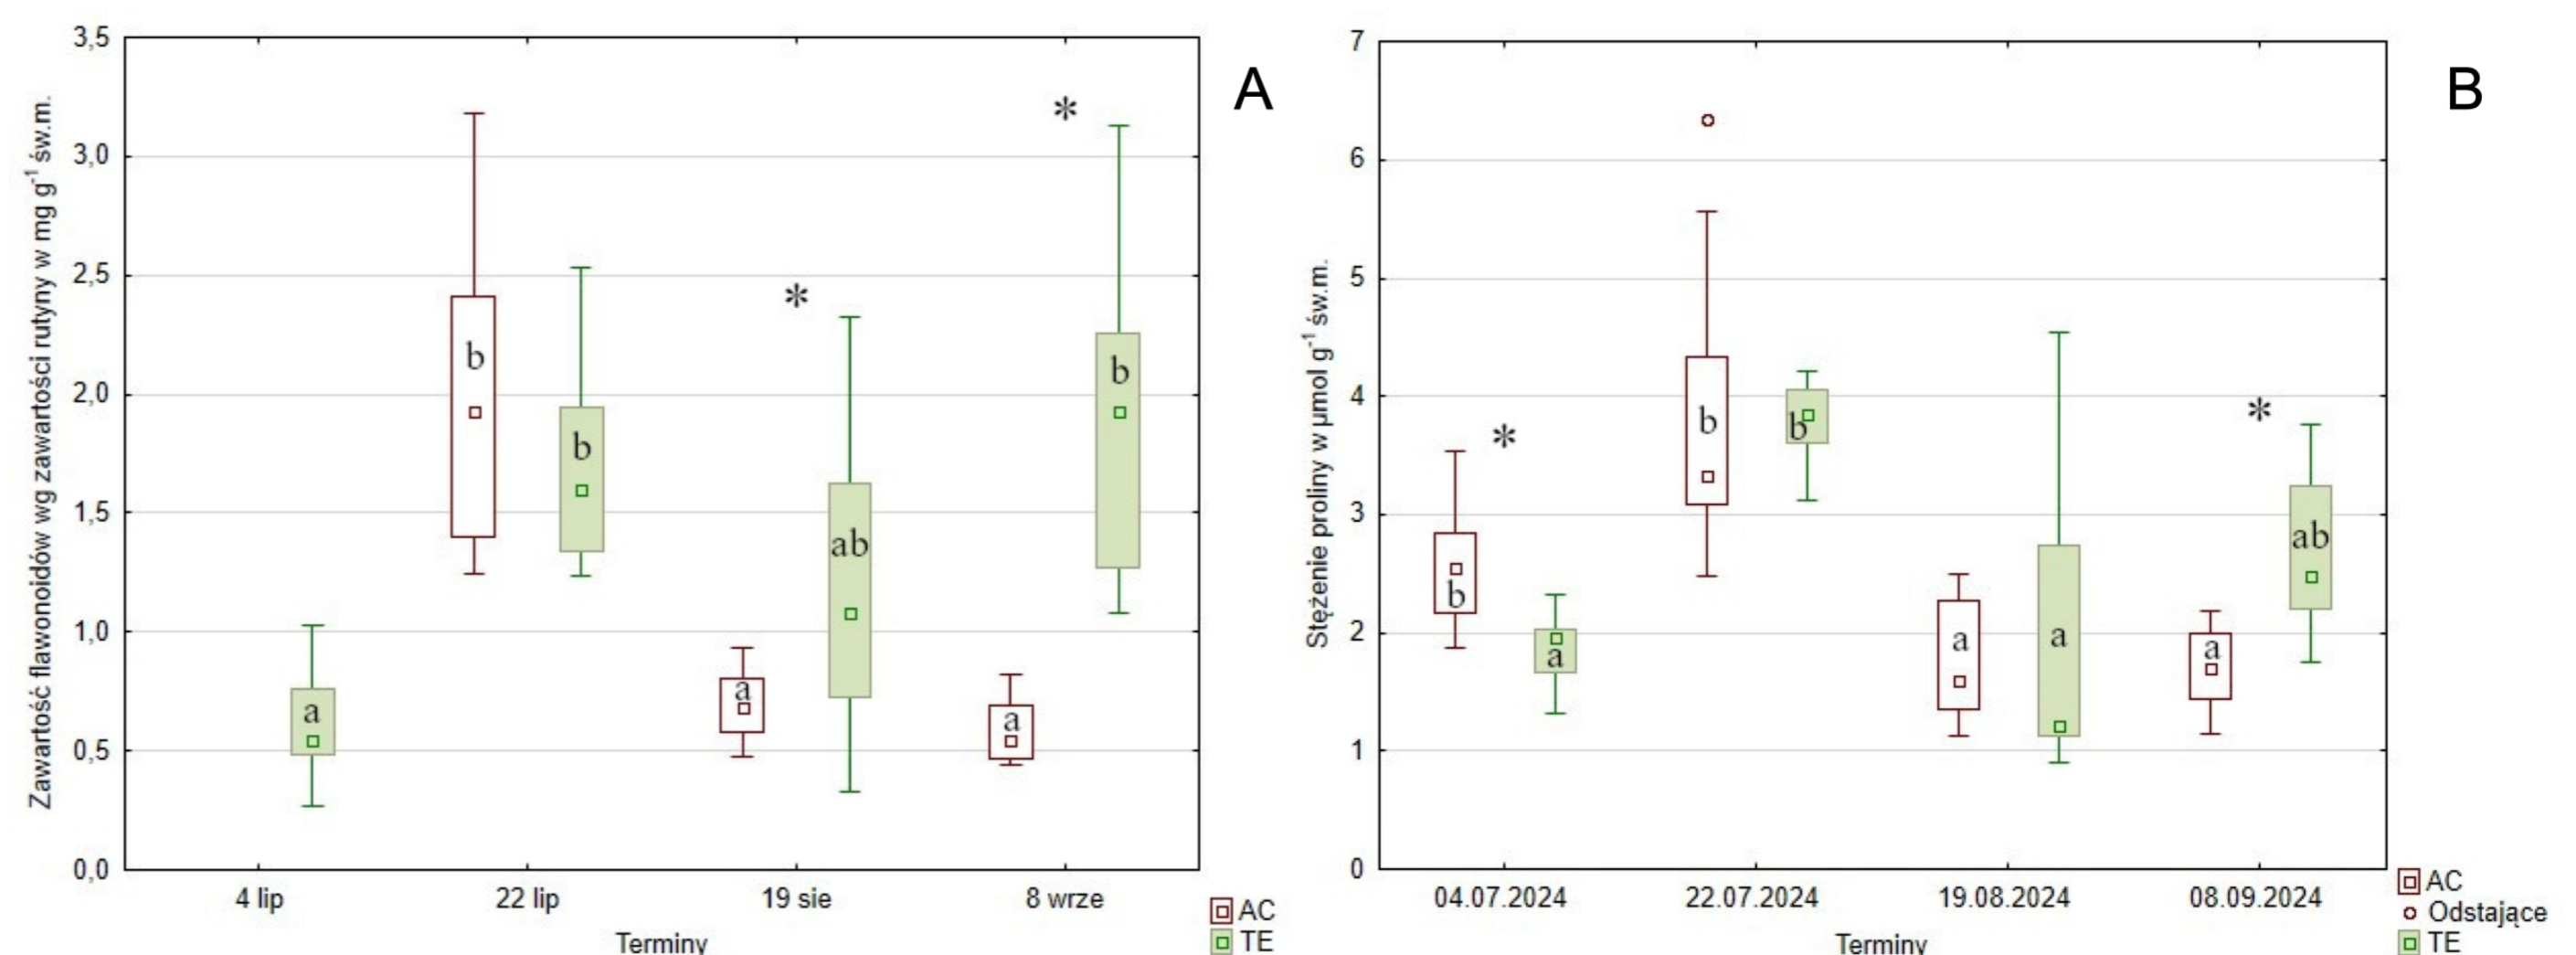 Zawartość flawonoidów wg zawartości rutyny w mg g⁻¹ św.m.
3,5
3,0
2,5
2,0
1,5
1,0
0,5
0,0
*
*
a
b
b
a
ab
a
b
4 lip
22 lip
19 sie
8 wrze
Terminy
A
AC
TE
Stężenie proliny w µmol g⁻¹ św.m.
7
6
5
4
3
2
1
0
*
*
b
a
b
b
a
a
a
ab
04.07.2024
22.07.2024
19.08.2024
08.09.2024
Terminy
B
AC
Odstające
TE